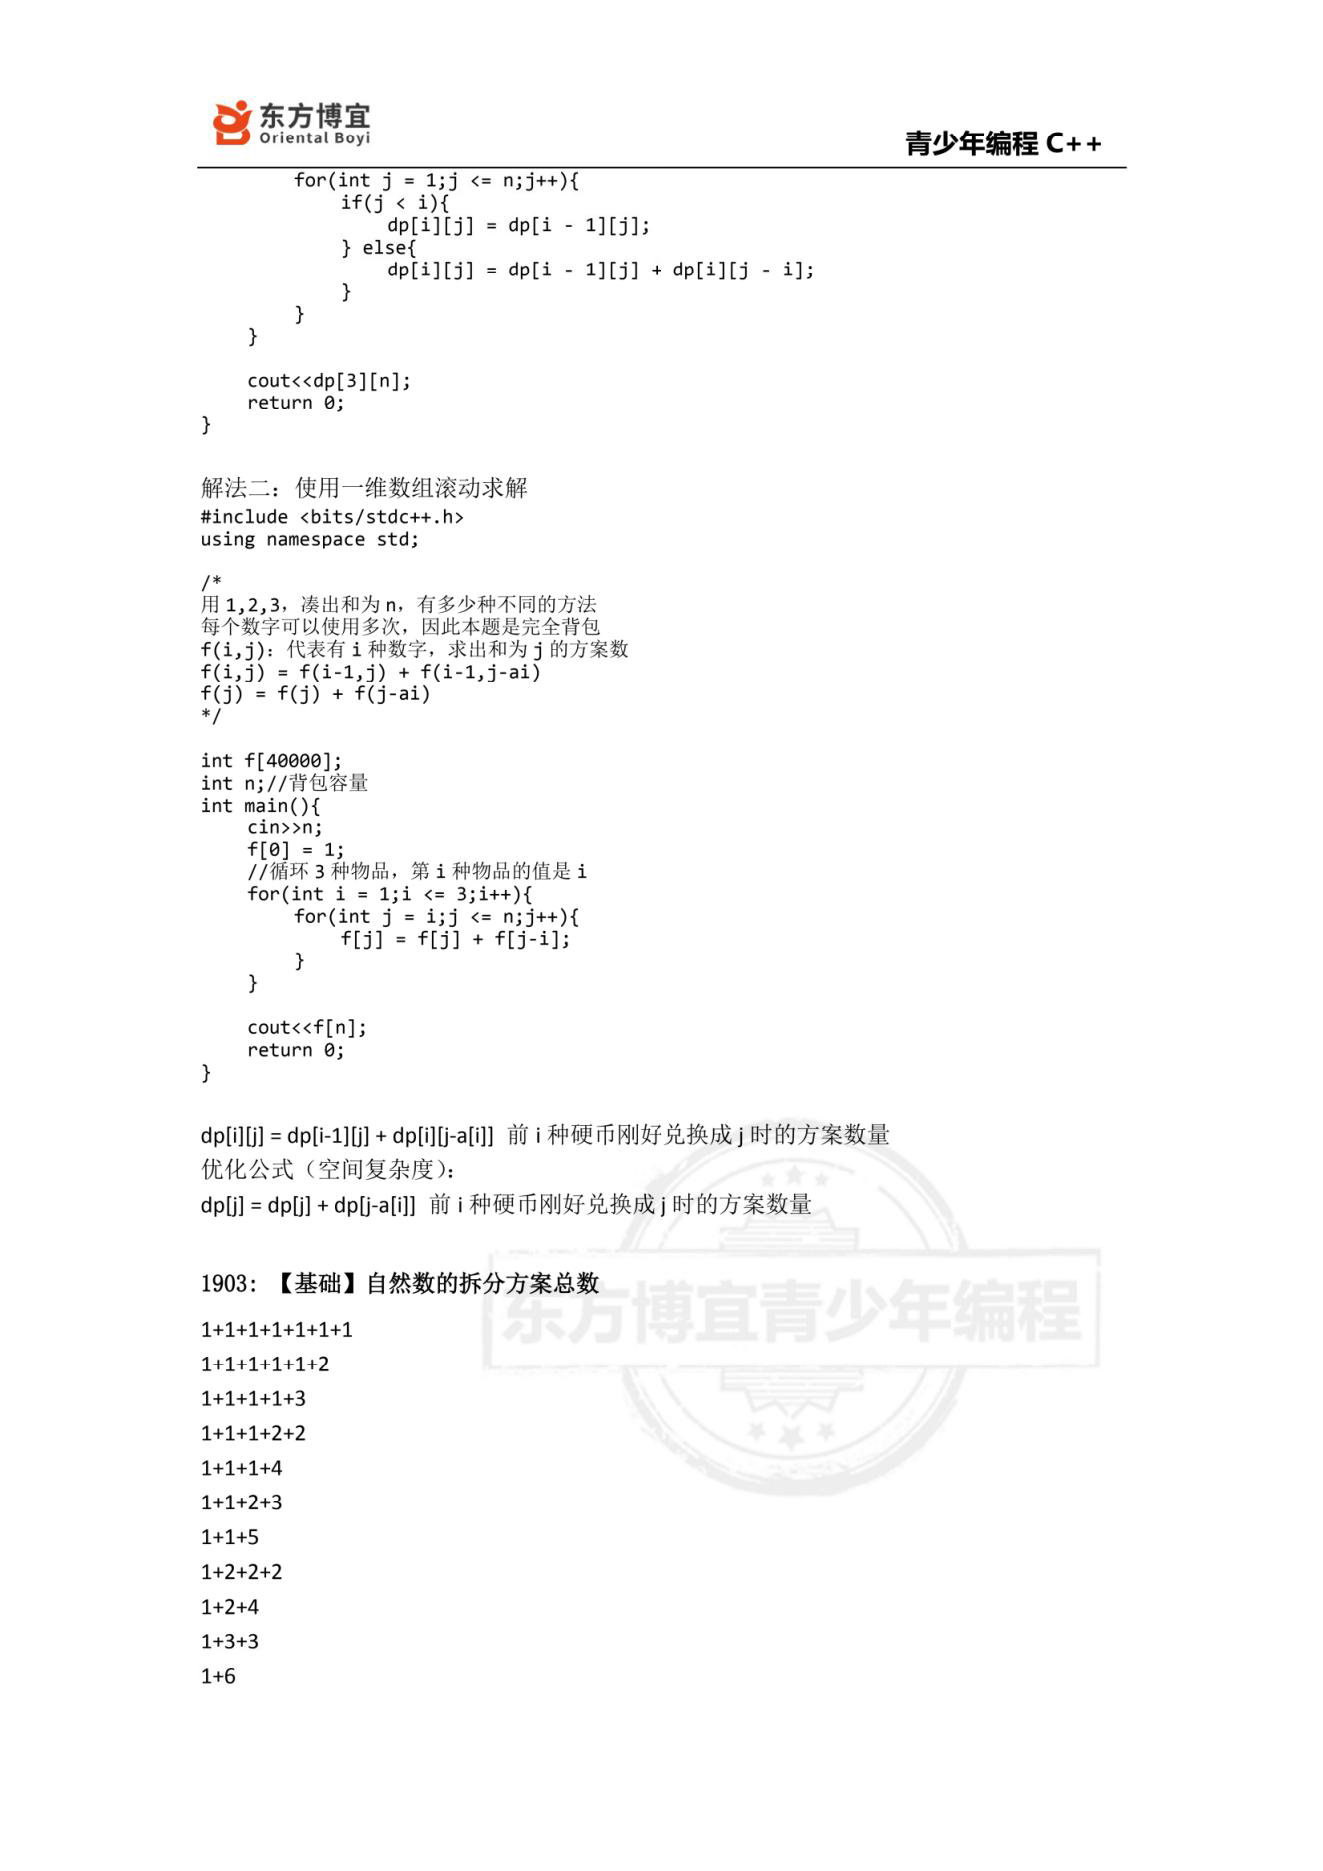 东方博宜
Oriental Boyi
青少年编程 C++
for(int j = 1;j <= n;j++){
if(j < i){
dp[i][j] = dp[i - 1][j];
} else{
dp[i][j] = dp[i - 1][j] + dp[i][j - i];
}
}
}
cout<<dp[3][n];
return 0;
}
解法二：使用一维数组滚动求解
#include <bits/stdc++.h>
using namespace std;
/*
用 1,2,3，凑出和为 n，有多少种不同的方法
每个数字可以使用多次，因此本题是完全背包
f(i,j)：代表有 i 种数字，求出和为 j 的方案数
f(i,j) = f(i-1,j) + f(i-1,j-ai)
f(j) = f(j) + f(j-ai)
*/
int f[40000];
int n;//背包容量
int main(){
cin>>n;
f[0] = 1;
//循环 3 种物品，第 i 种物品的值是 i
for(int i = 1;i <= 3;i++){
for(int j = i;j <= n;j++){
f[j] = f[j] + f[j-i];
}
}
cout<<f[n];
return 0;
}
dp[i][j] = dp[i-1][j] + dp[i][j-a[i]] 前 i 种硬币刚好兑换成 j 时的方案数量
优化公式（空间复杂度）：
dp[j] = dp[j] + dp[j-a[i]] 前 i 种硬币刚好兑换成 j 时的方案数量
1903: 【基础】自然数的拆分方案总数
东方博宜青少年编程
1+1+1+1+1+1+1
1+1+1+1+1+2
1+1+1+1+3
1+1+1+2+2
1+1+1+4
1+1+2+3
1+1+5
1+2+2+2
1+2+4
1+3+3
1+6